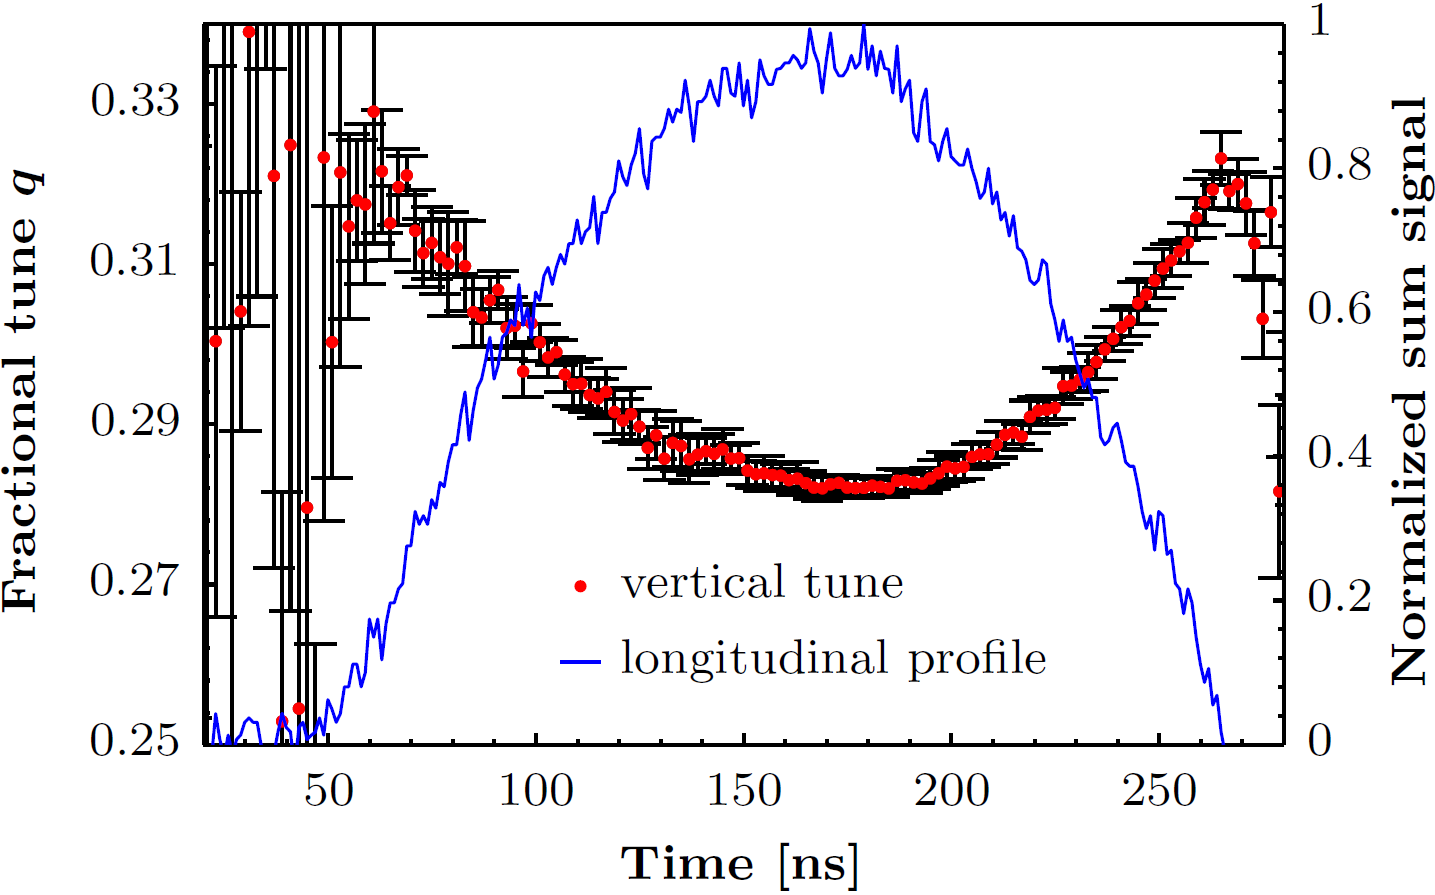 Fractional tune q
0.33
0.31
0.29
0.27
0.25
1
0.8
0.6
0.4
0.2
0
Normalized sum signal
vertical tune
longitudinal profile
50 100 150 200 250
Time [ns]